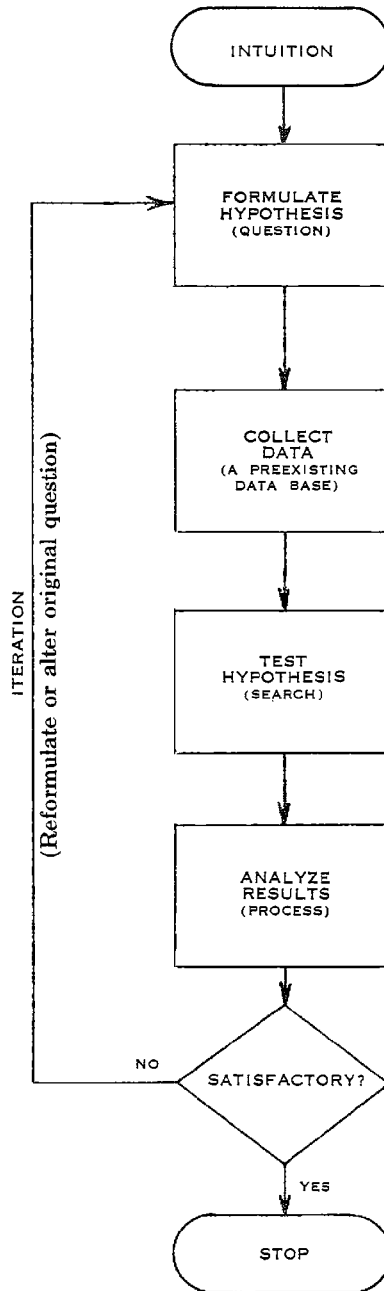 INTUITION
FORMULATE
HYPOTHESIS
(QUESTION)
COLLECT
DATA
(A PREEXISTING
DATA BASE)
ITERATION
(Reformulate or alter original question)
TEST
HYPOTHESIS
(SEARCH)
ANALYZE
RESULTS
(PROCESS)
NO
SATISFACTORY?
YES
STOP